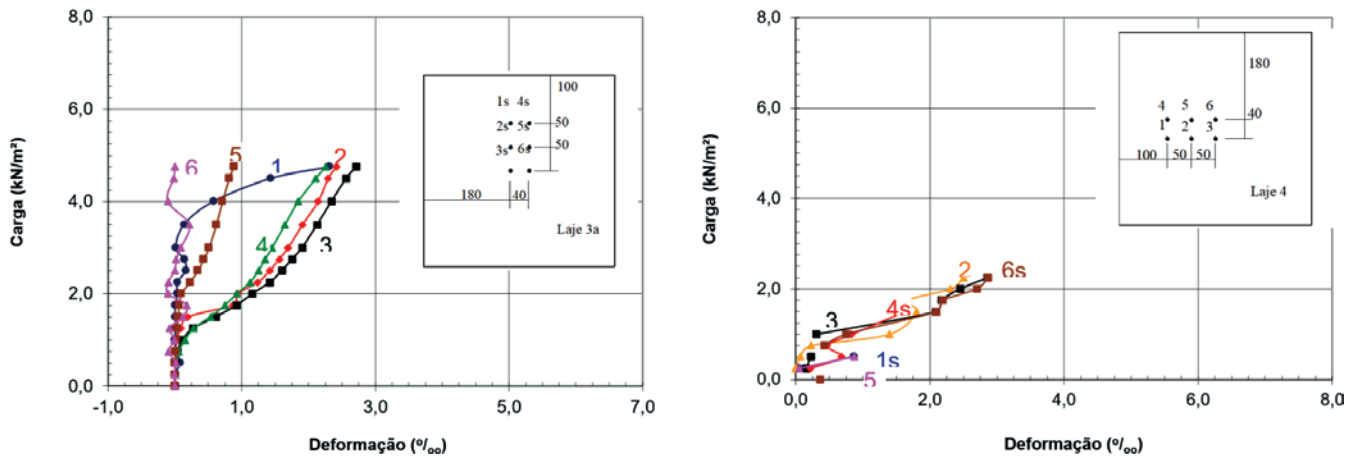 8,0
6,0
4,0
2,0
0,0
-1,0 1,0 3,0 5,0 7,0
Carga (kN/m²)
Deformação (º/₀₀)
6
5
1
2
4
3
1s 4s
2s 5s
3s 6s
100
50
50
180
40
Laje 3a
8,0
6,0
4,0
2,0
0,0
0,0 2,0 4,0 6,0 8,0
Carga (kN/m²)
Deformação (º/₀₀)
2
6s
3
4s
1s
5
180
4 5 6
1 2 3
40
100 50 50
Laje 4